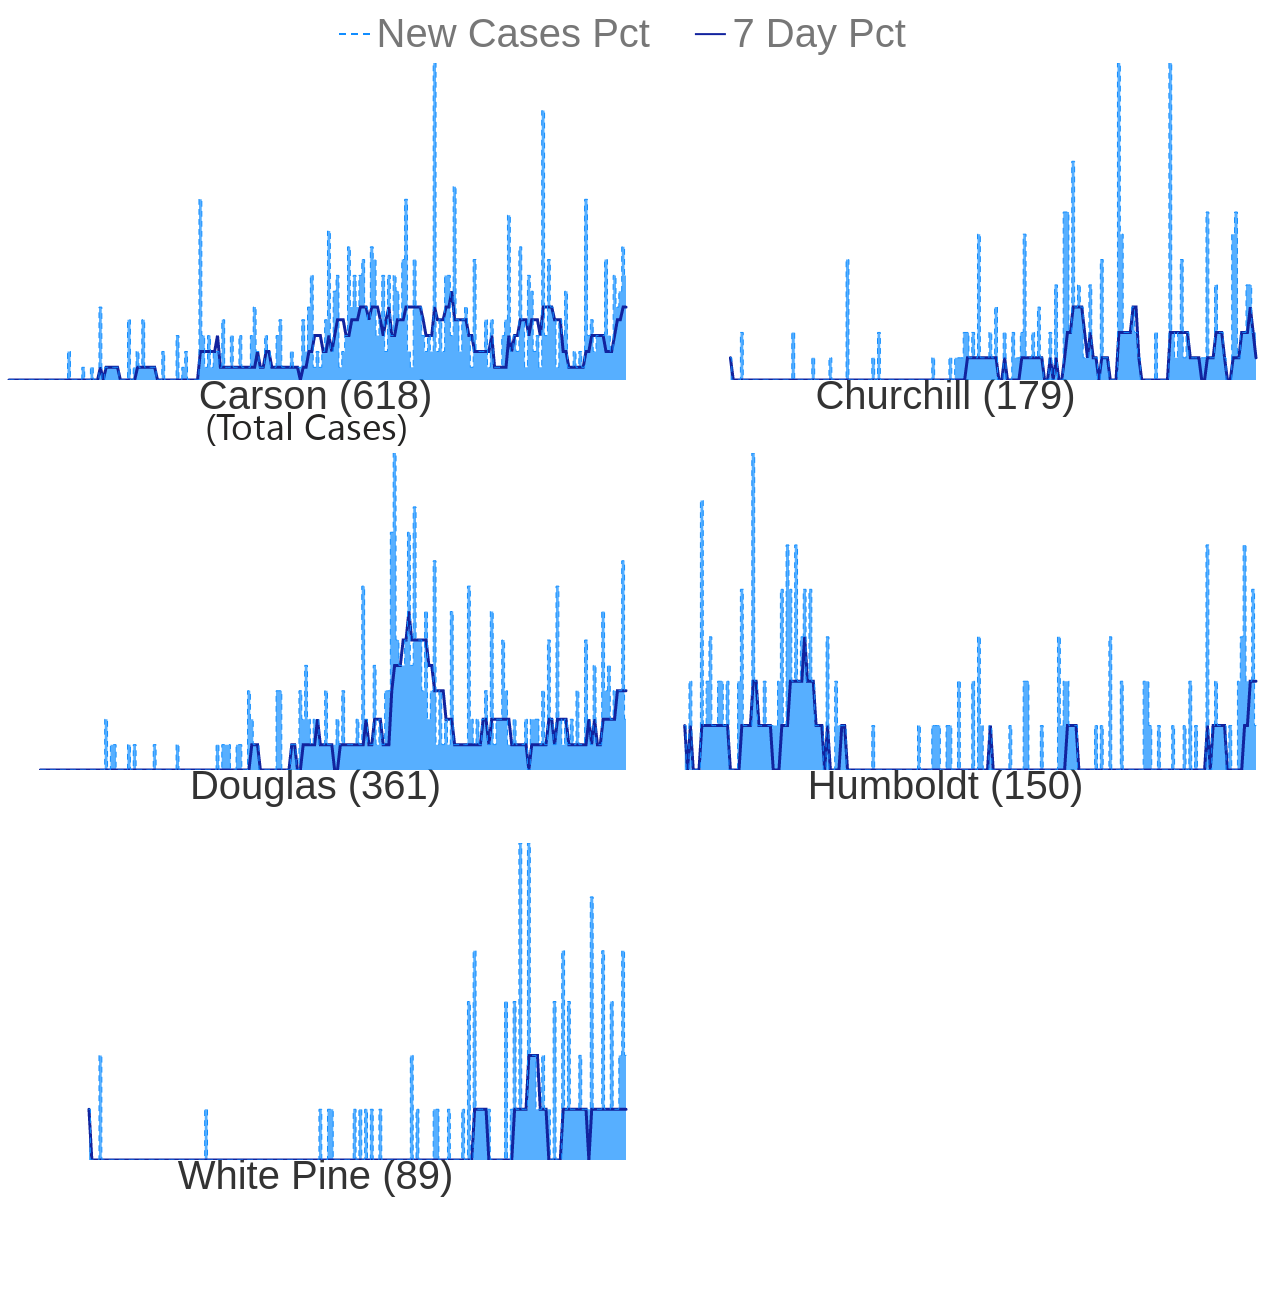 New Cases Pct 7 Day Pct
Carson (618) Churchill (179)
(Total Cases)
Douglas (361) Humboldt (150)
White Pine (89)